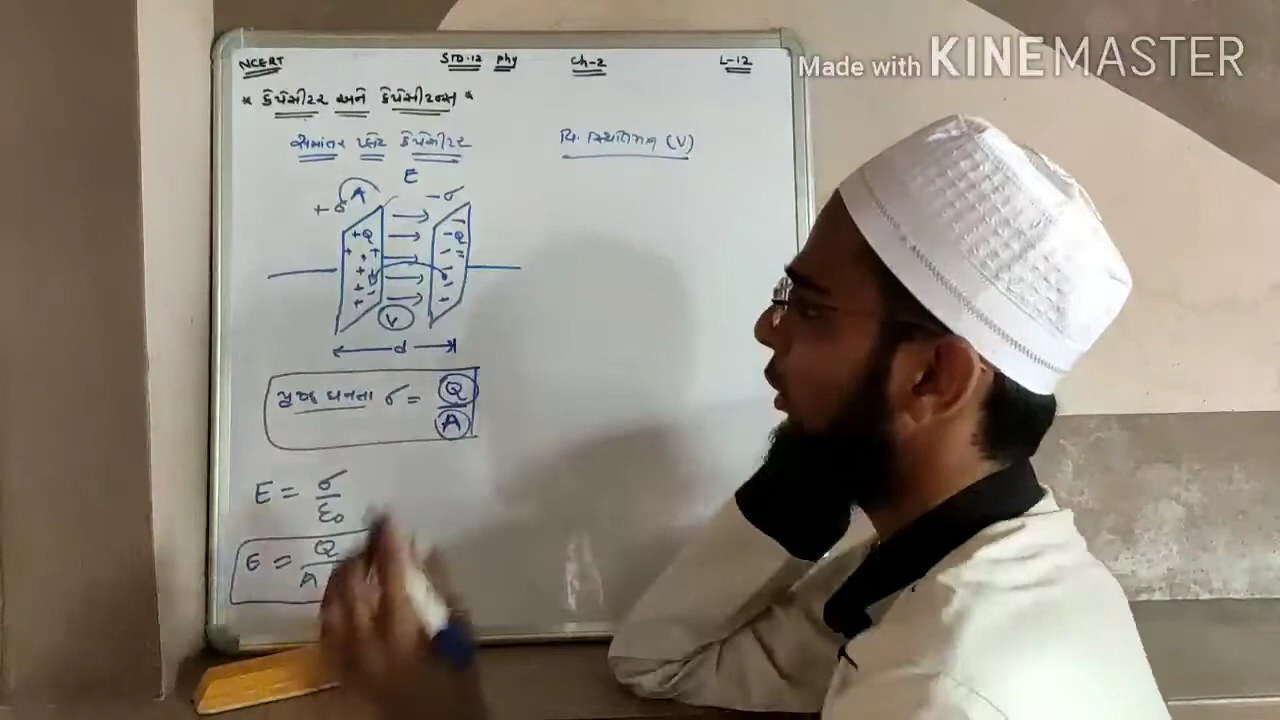 Made with KINEMASTER
NCERT STD.12 Phy Ch-2 L-12
* કેપેસીટર અને કેપેસીટન્સ *
સમાંતર પ્લેટ કેપેસીટર
વિ. સ્થિતિમાન (V)
E
A
+σ -σ
+Q -Q
V
d
પૃષ્ઠ ઘનતા σ = Q/A
E = σ/ε₀
E = Q/A